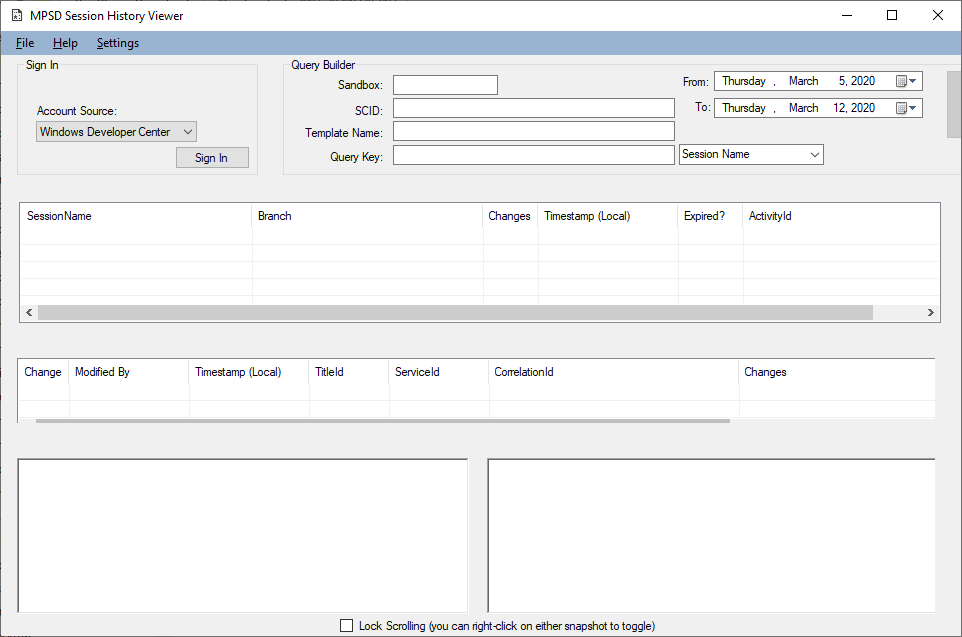 MPSD Session History Viewer
File Help Settings
Sign In
Account Source:
Windows Developer Center
Sign In
Query Builder
Sandbox:
SCID:
Template Name:
Query Key:
Session Name
From: Thursday , March 5, 2020
To: Thursday , March 12, 2020
SessionName Branch Changes Timestamp (Local) Expired? ActivityId
Change Modified By Timestamp (Local) TitleId ServiceId CorrelationId Changes
Lock Scrolling (you can right-click on either snapshot to toggle)